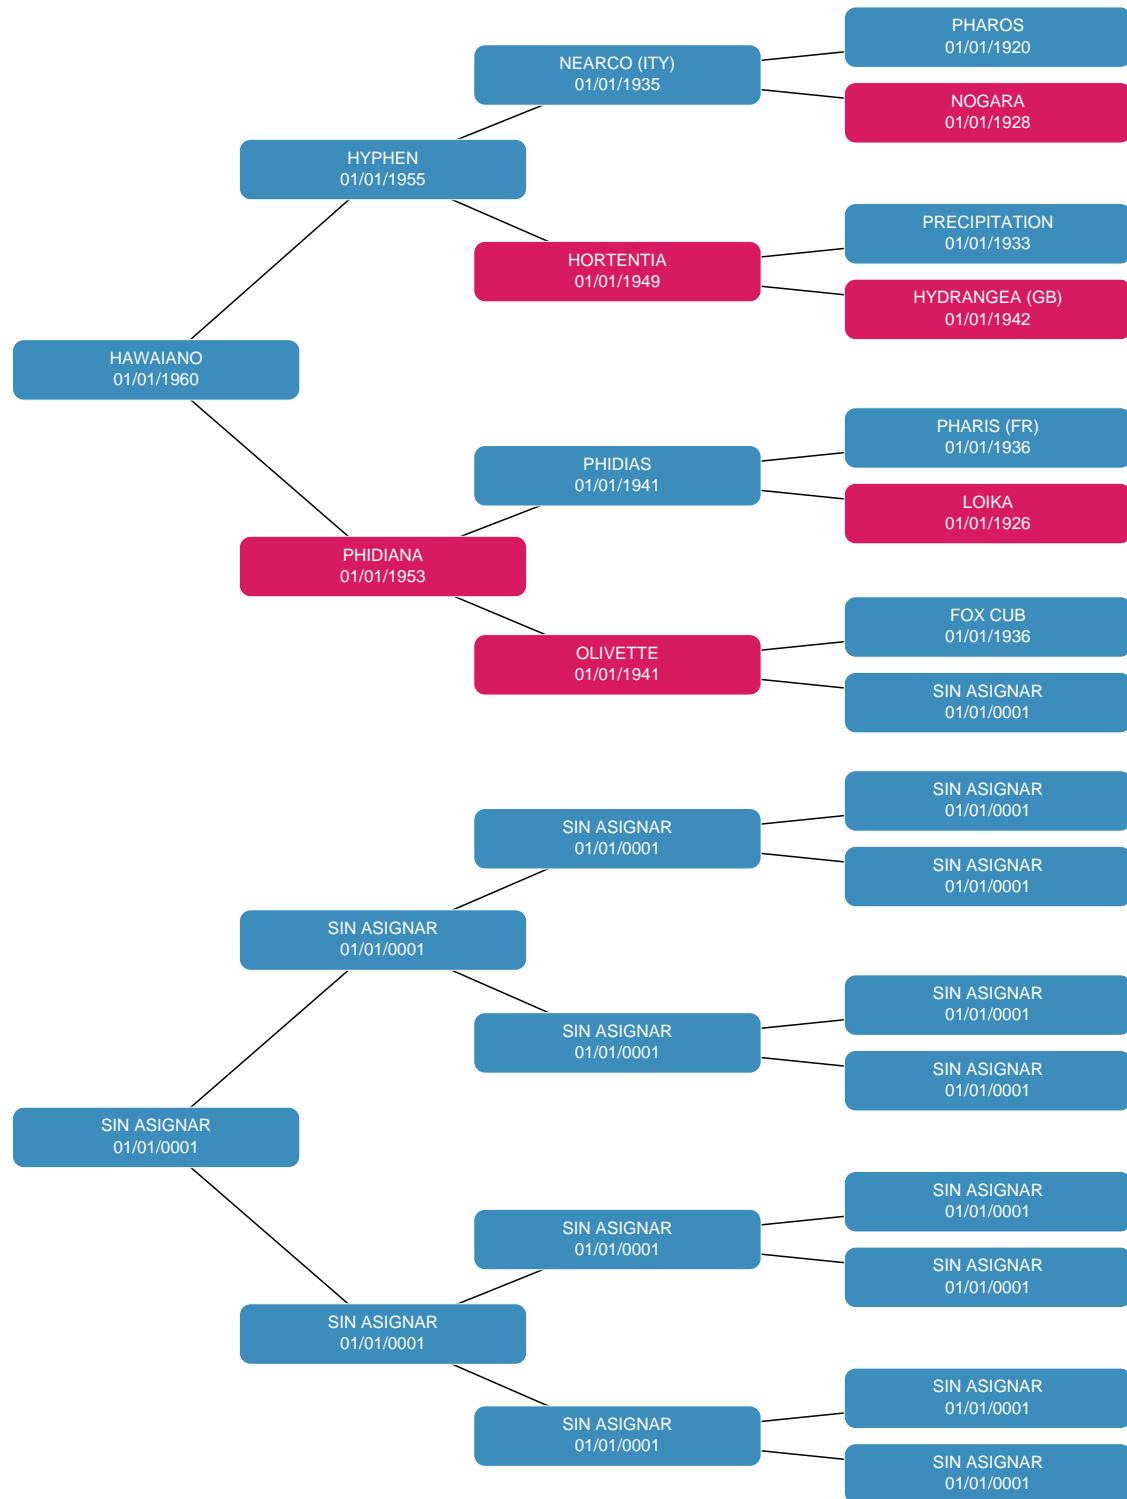 PHAROS
01/01/1920
NEARCO (ITY)
01/01/1935
NOGARA
01/01/1928
HYPHEN
01/01/1955
PRECIPITATION
01/01/1933
HORTENTIA
01/01/1949
HYDRANGEA (GB)
01/01/1942
HAWAIANO
01/01/1960
PHARIS (FR)
01/01/1936
PHIDIAS
01/01/1941
LOIKA
01/01/1926
PHIDIANA
01/01/1953
FOX CUB
01/01/1936
OLIVETTE
01/01/1941
SIN ASIGNAR
01/01/0001
SIN ASIGNAR
01/01/0001
SIN ASIGNAR
01/01/0001
SIN ASIGNAR
01/01/0001
SIN ASIGNAR
01/01/0001
SIN ASIGNAR
01/01/0001
SIN ASIGNAR
01/01/0001
SIN ASIGNAR
01/01/0001
SIN ASIGNAR
01/01/0001
SIN ASIGNAR
01/01/0001
SIN ASIGNAR
01/01/0001
SIN ASIGNAR
01/01/0001
SIN ASIGNAR
01/01/0001
SIN ASIGNAR
01/01/0001
SIN ASIGNAR
01/01/0001
SIN ASIGNAR
01/01/0001